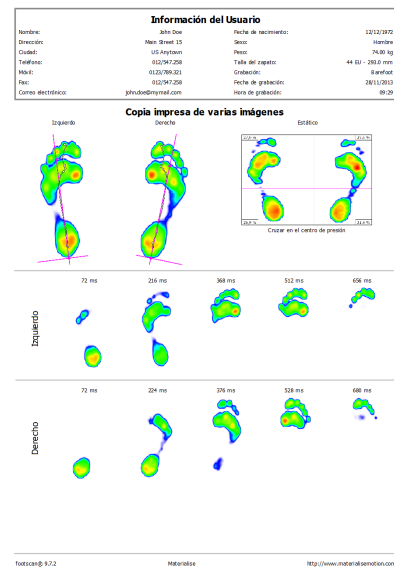 Información del Usuario
Nombre: John Doe Fecha de nacimiento: 12/12/1972
Dirección: Main Street 15 Sexo: Hombre
Ciudad: US Anytown Peso: 74.00 kg
Teléfono: 012/547.258 Talla del zapato: 44 EU - 293.0 mm
Móvil: 0123/789.321 Grabación: Barefoot
Fax: 012/547.258 Fecha de grabación: 28/11/2013
Correo electrónico: john.doe@mymail.com Hora de grabación: 09:29
Copia impresa de varias imágenes
Izquierdo Derecho Estático
Cruzar en el centro de presión
72 ms 216 ms 368 ms 512 ms 656 ms
Izquierdo
72 ms 224 ms 376 ms 528 ms 688 ms
Derecho
footscan® 9.7.2 Materialise http://www.materialisemotion.com